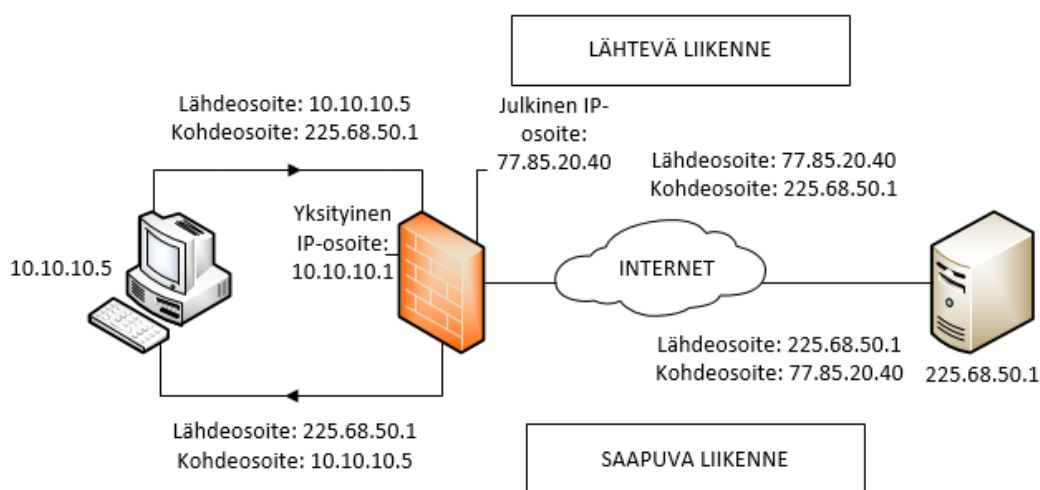 LÄHTEVÄ LIIKENNE
Lähdeosoite: 10.10.10.5
Kohdeosoite: 225.68.50.1
Julkinen IP-
osoite:
77.85.20.40
Lähdeosoite: 77.85.20.40
Kohdeosoite: 225.68.50.1
Yksityinen
IP-osoite:
10.10.10.1
10.10.10.5
INTERNET
Lähdeosoite: 225.68.50.1
Kohdeosoite: 77.85.20.40
225.68.50.1
Lähdeosoite: 225.68.50.1
Kohdeosoite: 10.10.10.5
SAAPUVA LIIKENNE